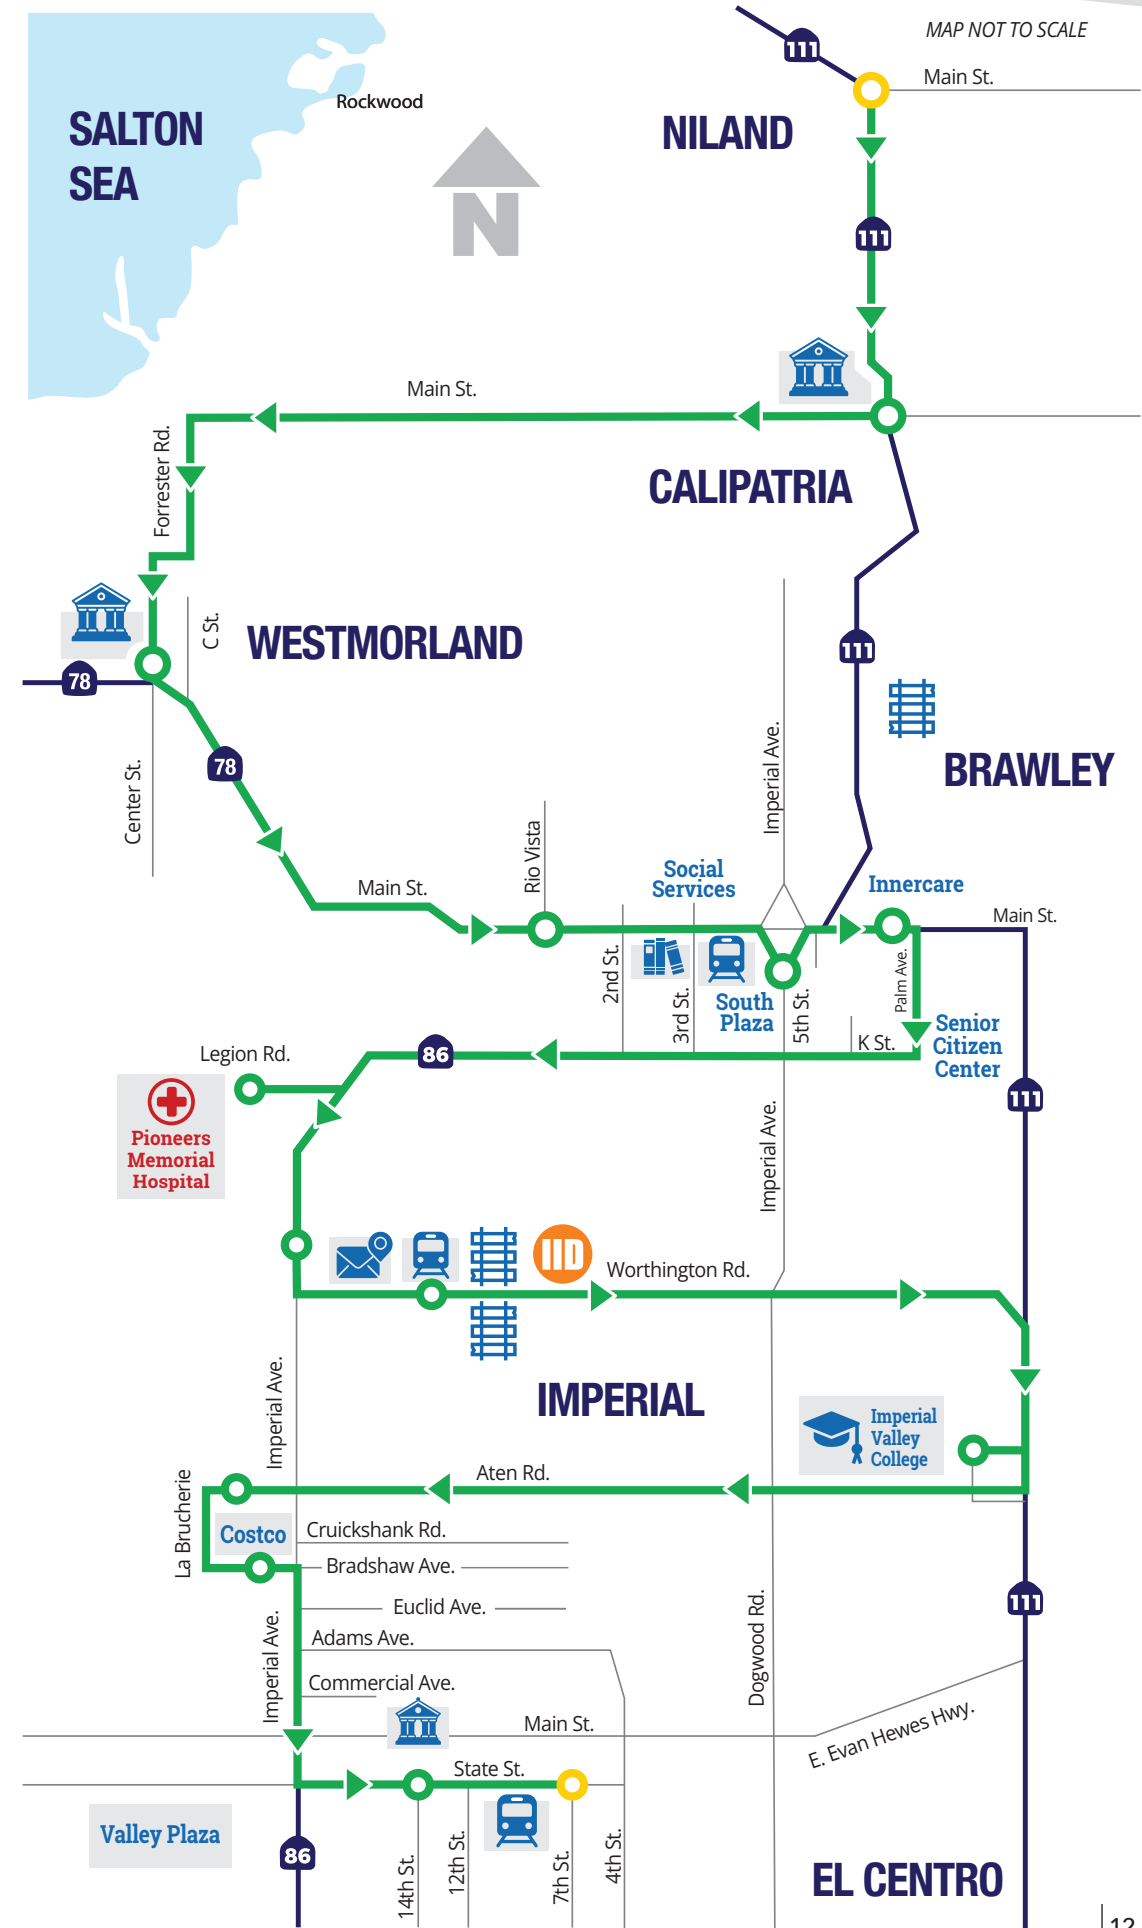 MAP NOT TO SCALE
111
Main St.
Rockwood
SALTON
SEA
NILAND
N
111
Main St.
Forrester Rd.
CALIPATRIA
C St.
WESTMORLAND
111
78
78
Imperial Ave.
BRAWLEY
Center St.
Rio Vista
Main St.
Social
Services
Innercare
Main St.
2nd St.
3rd St.
South
Plaza
5th St.
Palm Ave.
K St.
Senior
Citizen
Center
Legion Rd.
86
111
Pioneers
Memorial
Hospital
Imperial Ave.
IID
Worthington Rd.
Imperial Ave.
IMPERIAL
Imperial
Valley
College
La Brucherie
Aten Rd.
Costco
Cruickshank Rd.
Bradshaw Ave.
Euclid Ave.
111
Imperial Ave.
Adams Ave.
Dogwood Rd.
Commercial Ave.
Main St.
E. Evan Hewes Hwy.
State St.
Valley Plaza
86
14th St.
12th St.
7th St.
4th St.
EL CENTRO
12